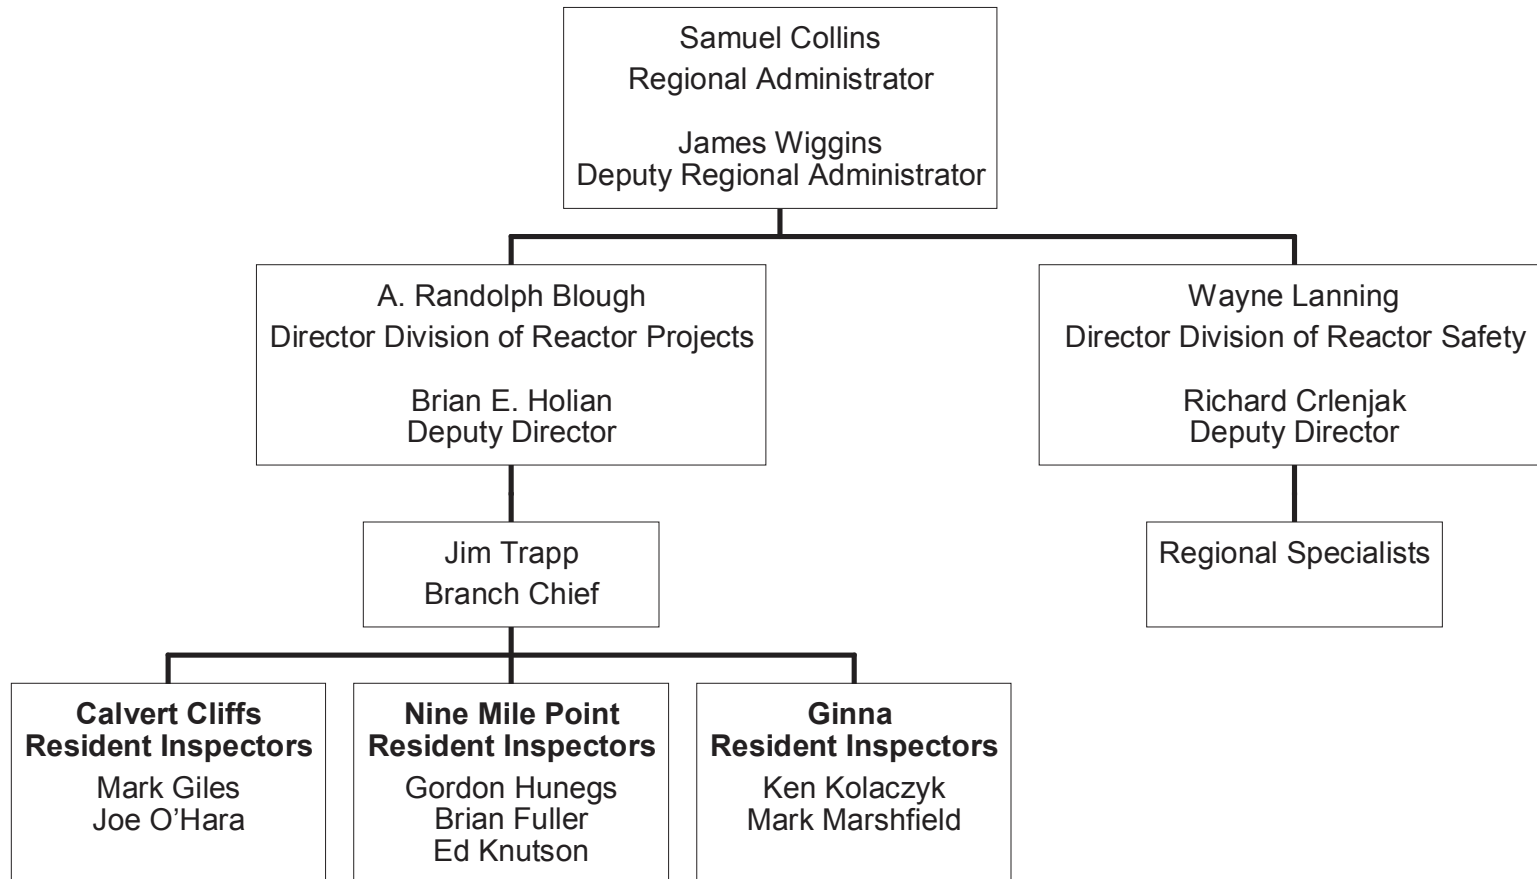 Samuel Collins
Regional Administrator
James Wiggins
Deputy Regional Administrator
A. Randolph Blough
Director Division of Reactor Projects
Brian E. Holian
Deputy Director
Wayne Lanning
Director Division of Reactor Safety
Richard Crlenjak
Deputy Director
Jim Trapp
Branch Chief
Regional Specialists
Calvert Cliffs
Resident Inspectors
Mark Giles
Joe O’Hara
Nine Mile Point
Resident Inspectors
Gordon Hunegs
Brian Fuller
Ed Knutson
Ginna
Resident Inspectors
Ken Kolaczyk
Mark Marshfield